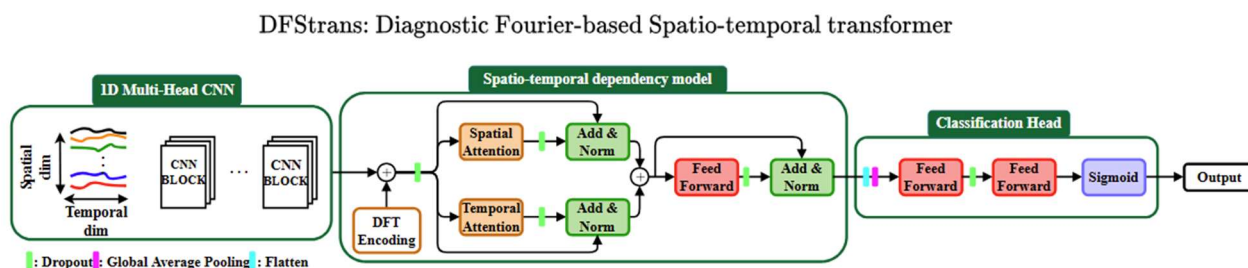 DFStrans: Diagnostic Fourier-based Spatio-temporal transformer
1D Multi-Head CNN
Spatial
dim
Temporal
dim
CNN
BLOCK
...
CNN
BLOCK
Spatio-temporal dependency model
DFT
Encoding
Spatial
Attention
Add &
Norm
Temporal
Attention
Add &
Norm
Feed
Forward
Add &
Norm
Classification Head
Feed
Forward
Feed
Forward
Sigmoid
Output
: Dropout : Global Average Pooling : Flatten